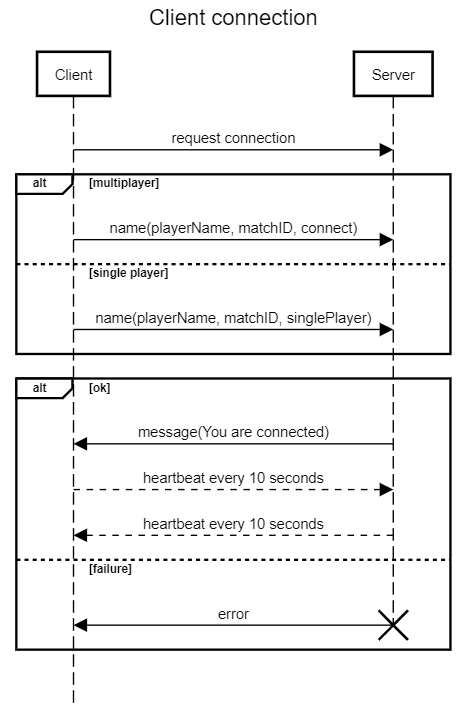 Client connection
Client
Server
request connection
alt
[multiplayer]
name(playerName, matchID, connect)
[single player]
name(playerName, matchID, singlePlayer)
alt
[ok]
message(You are connected)
heartbeat every 10 seconds
heartbeat every 10 seconds
[failure]
error